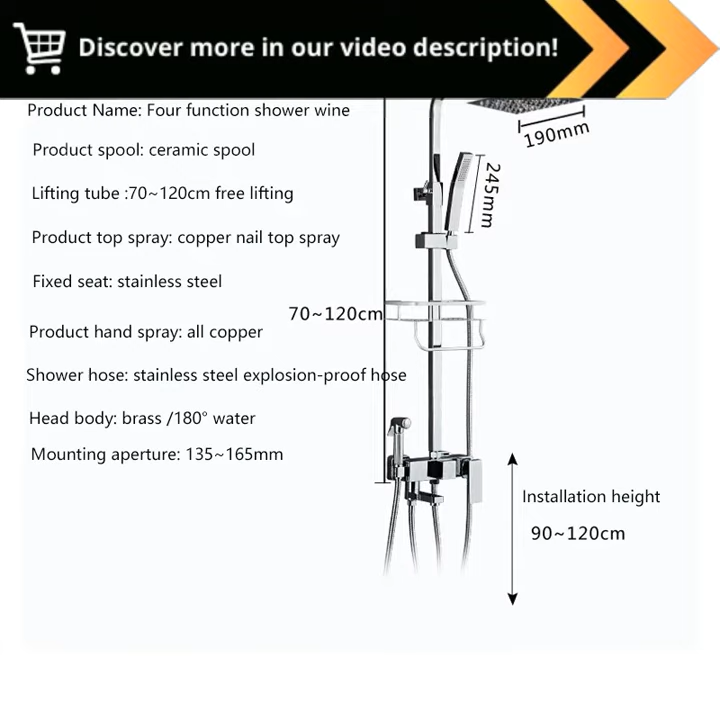 Discover more in our video description!
Product Name: Four function shower wine
190mm
Product spool: ceramic spool
245mm
Lifting tube :70~120cm free lifting
Product top spray: copper nail top spray
Fixed seat: stainless steel
70~120cm
Product hand spray: all copper
Shower hose: stainless steel explosion-proof hose
Head body: brass /180° water
Mounting aperture: 135~165mm
Installation height
90~120cm